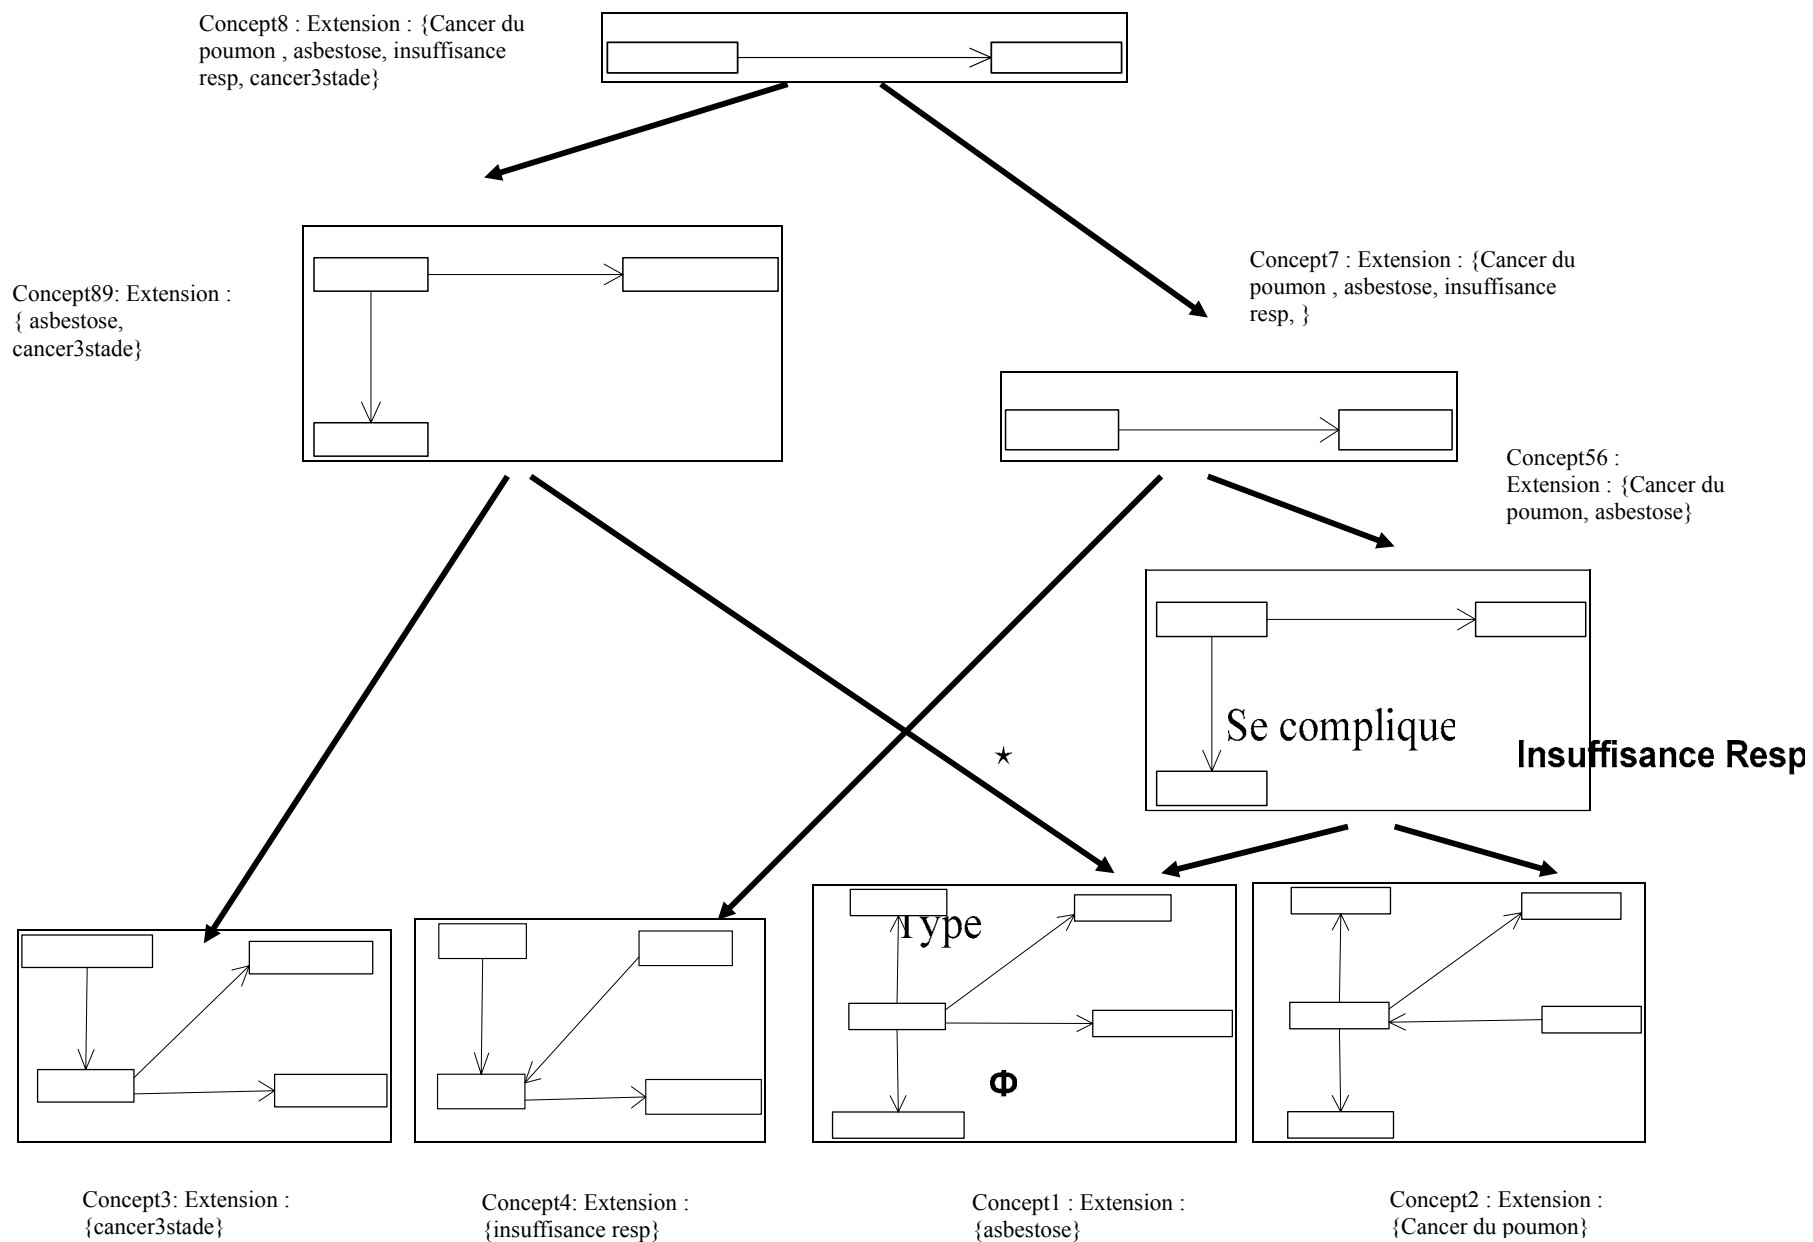 Concept8 : Extension : {Cancer du
poumon , asbestose, insuffisance
resp, cancer3stade}
Concept7 : Extension : {Cancer du
poumon , asbestose, insuffisance
resp, }
Concept89: Extension :
{ asbestose,
cancer3stade}
Concept56 :
Extension : {Cancer du
poumon, asbestose}
Se complique
Insuffisance Resp
★
Type
Φ
Concept3: Extension :
{cancer3stade}
Concept4: Extension :
{insuffisance resp}
Concept1 : Extension :
{asbestose}
Concept2 : Extension :
{Cancer du poumon}